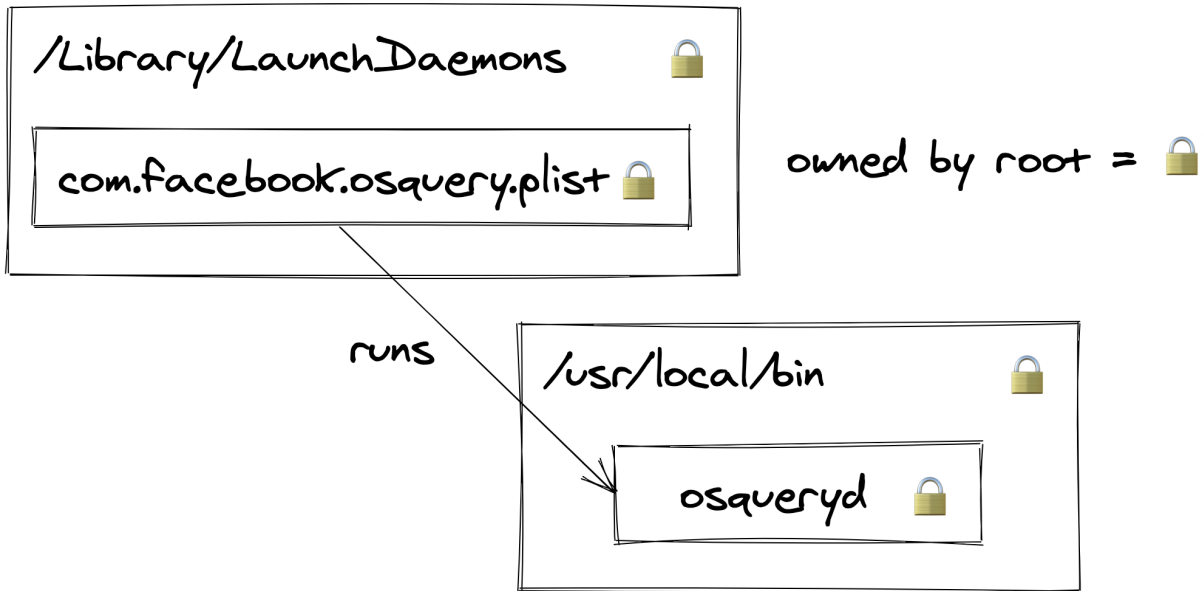 /Library/LaunchDaemons
com.facebook.osquery.plist
owned by root =
runs
/usr/local/bin
osqueryd